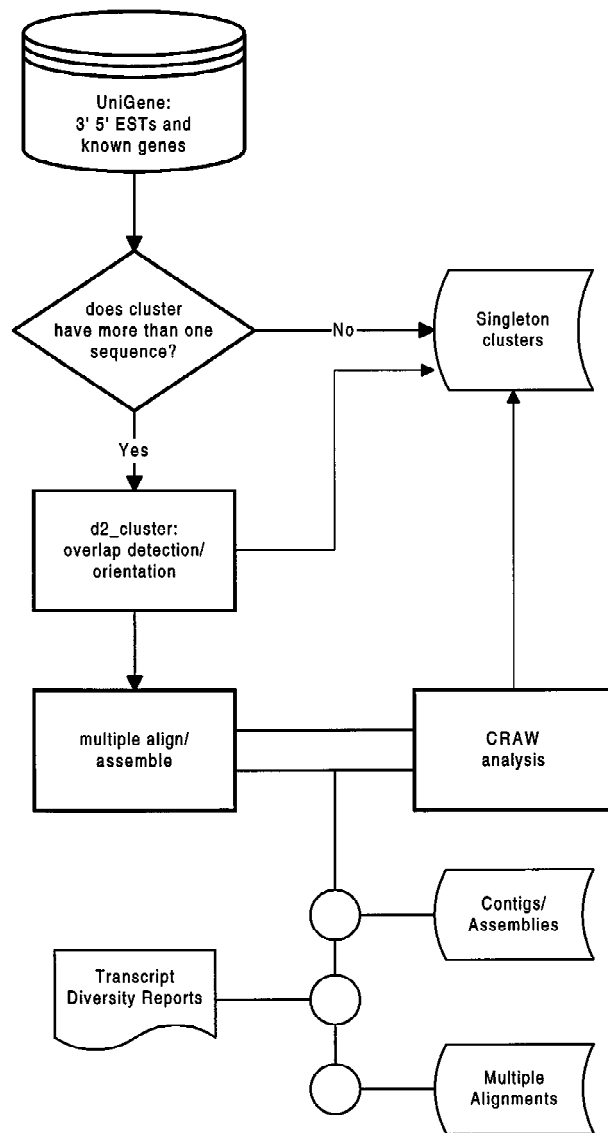 UniGene:
3' 5' ESTs and
known genes
does cluster
have more than one
sequence?
No
Singleton
clusters
Yes
d2_cluster:
overlap detection/
orientation
multiple align/
assemble
CRAW
analysis
Contigs/
Assemblies
Transcript
Diversity Reports
Multiple
Alignments